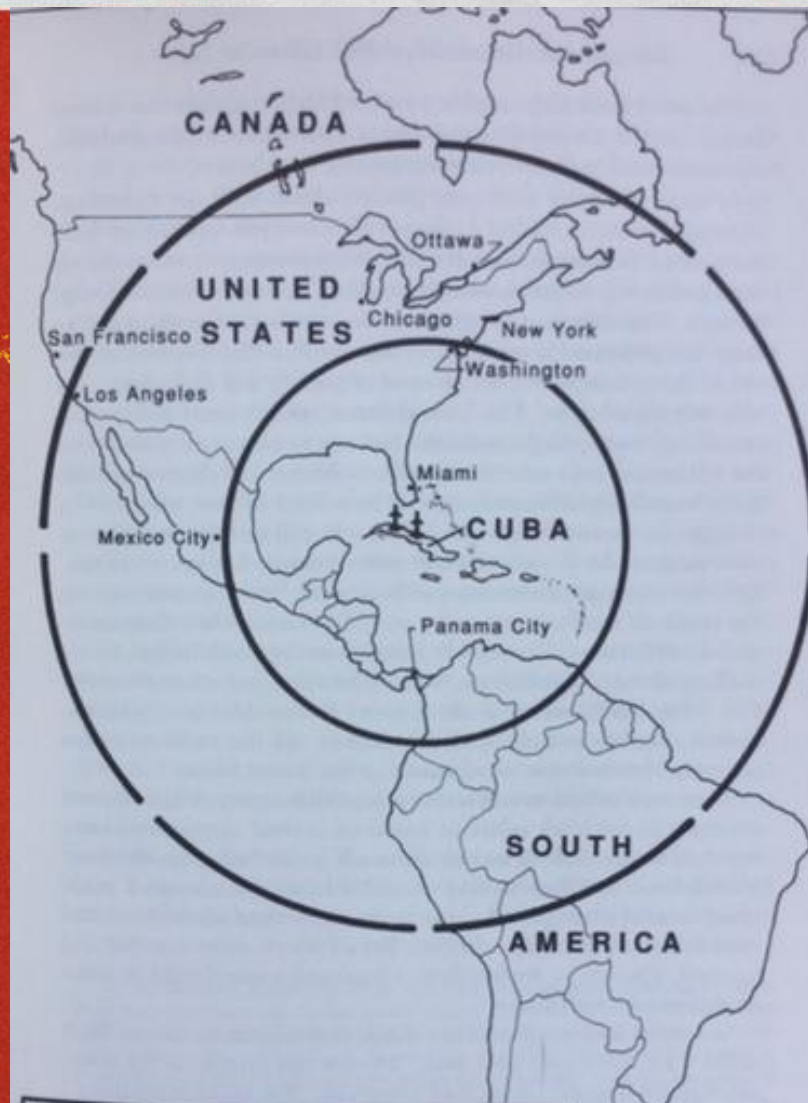 CANADA
Ottawa
UNITED
STATES
Chicago
New York
San Francisco
Washington
Los Angeles
Miami
CUBA
Mexico City
Panama City
SOUTH
AMERICA